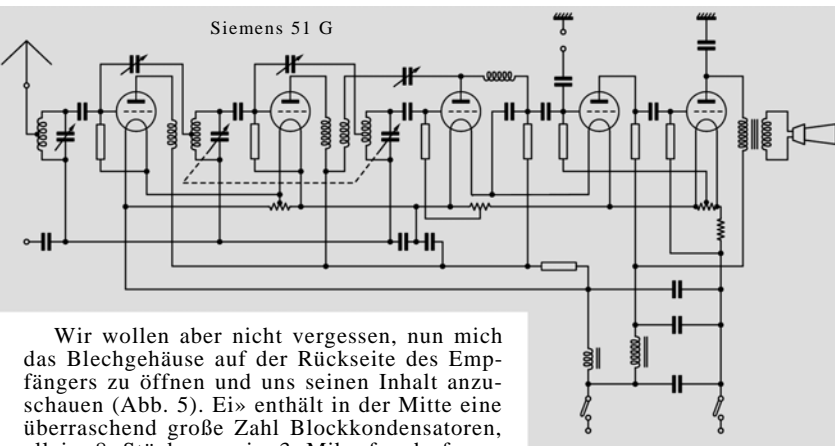 Siemens 51 G
Wir wollen aber nicht vergessen, nun mich
das Blechgehäuse auf der Rückseite des Emp-
fängers zu öffnen und uns seinen Inhalt anzu-
schauen (Abb. 5). Ei» enthält in der Mitte eine
überraschend große Zahl Blockkondensatoren,